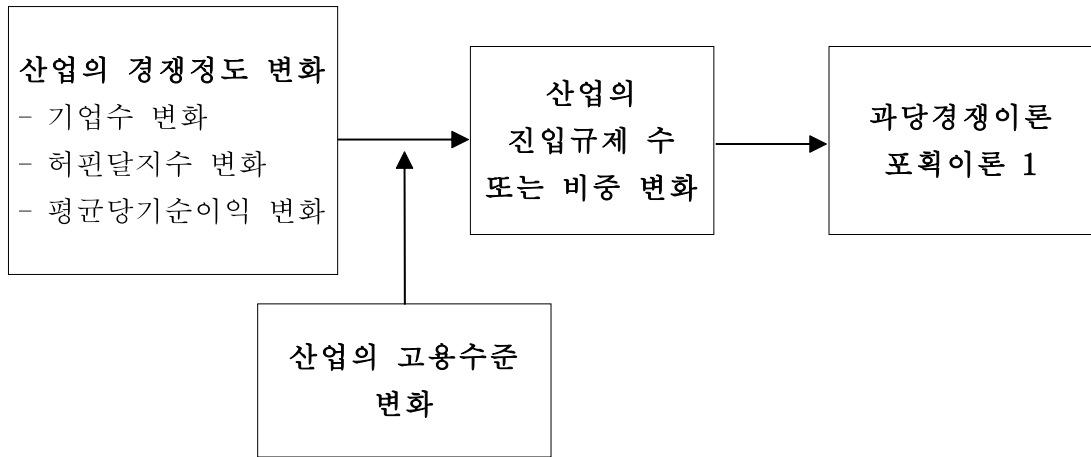 산업의 경쟁정도 변화
- 기업수 변화
- 허핀달지수 변화
- 평균당기순이익 변화
산업의
진입규제 수
또는 비중 변화
과당경쟁이론
포획이론 1
산업의 고용수준
변화